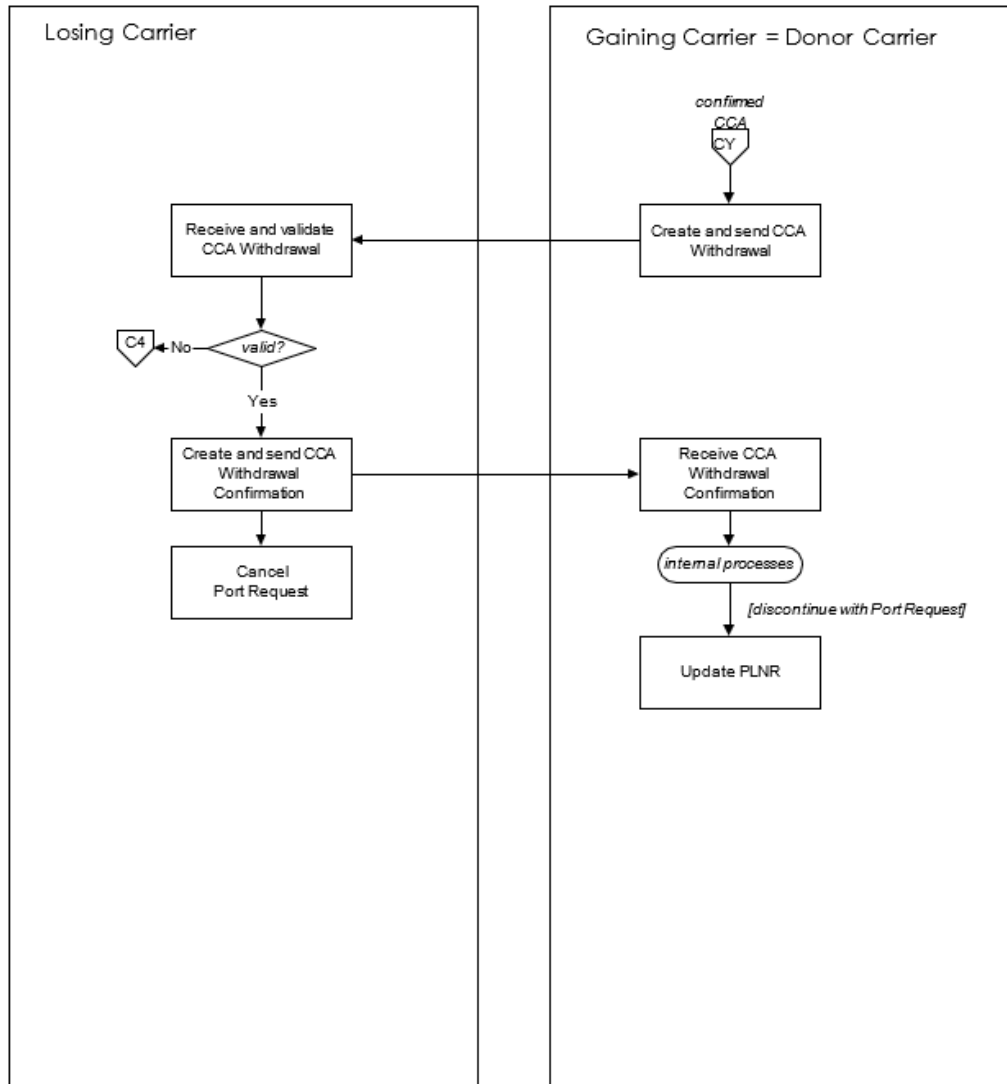 Losing Carrier
Gaining Carrier = Donor Carrier
confirmed
CCA
CY
Receive and validate
CCA Withdrawal
Create and send CCA
Withdrawal
C4
No
valid?
Yes
Create and send CCA
Withdrawal
Confirmation
Receive CCA
Withdrawal
Confirmation
Cancel
Port Request
internal processes
[discontinue with Port Request]
Update PLNR